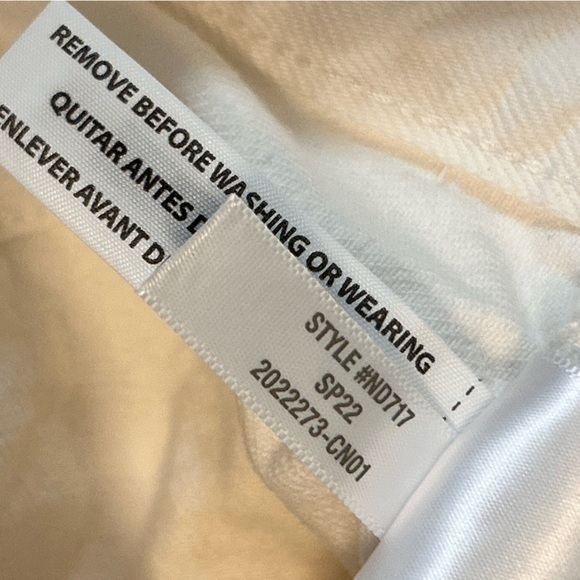 REMOVE BEFORE WASHING OR WEARING
QUITAR ANTES
ENLEVER AVANT
STYLE #ND717
SP22
2022273-CN01